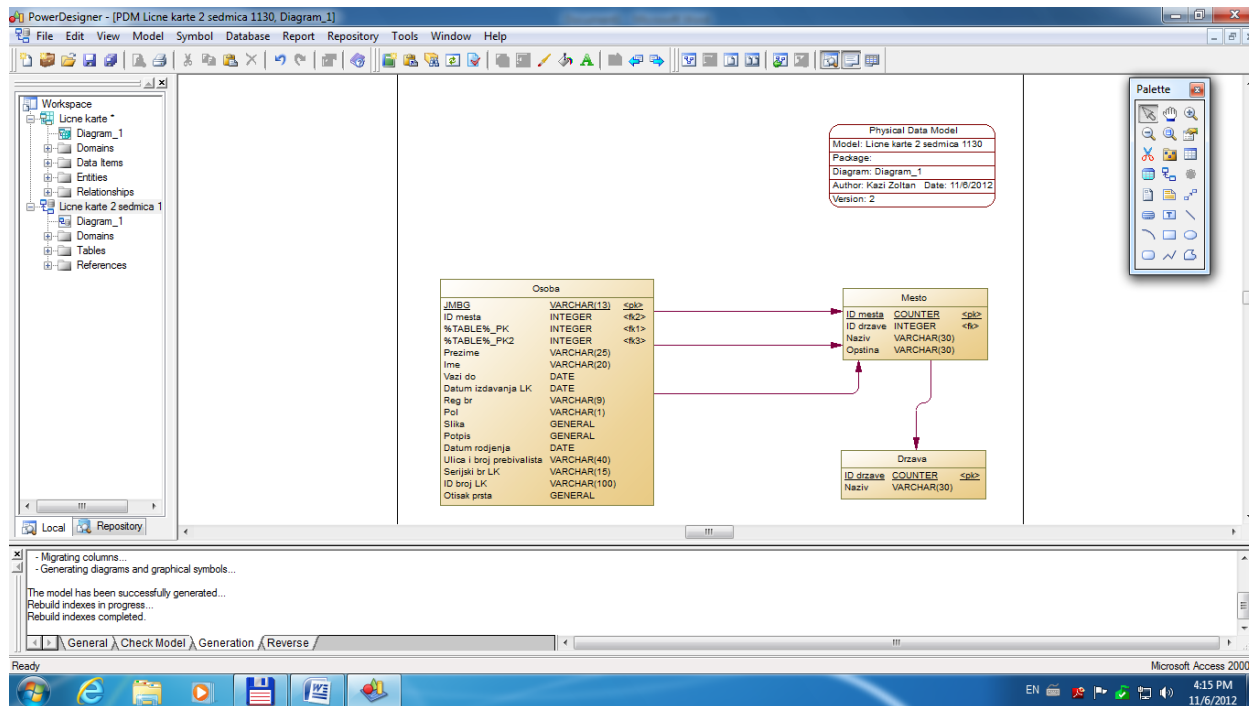 PowerDesigner - [PDM Licne karte 2 sedmica 1130, Diagram_1]
File Edit View Model Symbol Database Report Repository Tools Window Help
Workspace
Licne karte *
Diagram_1
Domains
Data Items
Entities
Relationships
Licne karte 2 sedmica 1
Diagram_1
Domains
Tables
References
Local Repository
Palette
Physical Data Model
Model: Licne karte 2 sedmica 1130
Package:
Diagram: Diagram_1
Author: Kazi Zoltan Date: 11/6/2012
Version: 2
Osoba
JMBG VARCHAR(13) <pk>
ID mesta INTEGER <fk2>
%TABLE%_PK INTEGER <fk1>
%TABLE%_PK2 INTEGER <fk3>
Prezime VARCHAR(25)
Ime VARCHAR(20)
Vazi do DATE
Datum izdavanja LK DATE
Reg br VARCHAR(9)
Pol VARCHAR(1)
Slika GENERAL
Potpis GENERAL
Datum rodjenja DATE
Ulica i broj prebivalista VARCHAR(40)
Serijski br LK VARCHAR(15)
ID broj LK VARCHAR(100)
Otisak prsta GENERAL
Mesto
ID mesta COUNTER <pk>
ID drzave INTEGER <fk>
Naziv VARCHAR(30)
Opstina VARCHAR(30)
Drzava
ID drzave COUNTER <pk>
Naziv VARCHAR(30)
- Migrating columns...
- Generating diagrams and graphical symbols...
The model has been successfully generated...
Rebuild indexes in progress...
Rebuild indexes completed.
General Check Model Generation Reverse
Ready
Microsoft Access 2000
EN
4:15 PM
11/6/2012